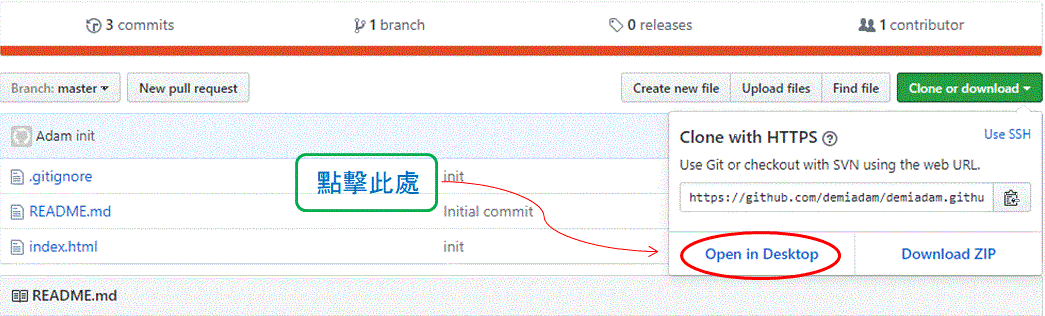 3 commits 1 branch 0 releases 1 contributor
Branch: master New pull request Create new file Upload files Find file Clone or download
Adam init
Clone with HTTPS ? Use SSH
Use Git or checkout with SVN using the web URL.
https://github.com/demiadam/demiadam.githu
Open in Desktop Download ZIP
點擊此處
.gitignore init
README.md Initial commit
index.html init
README.md